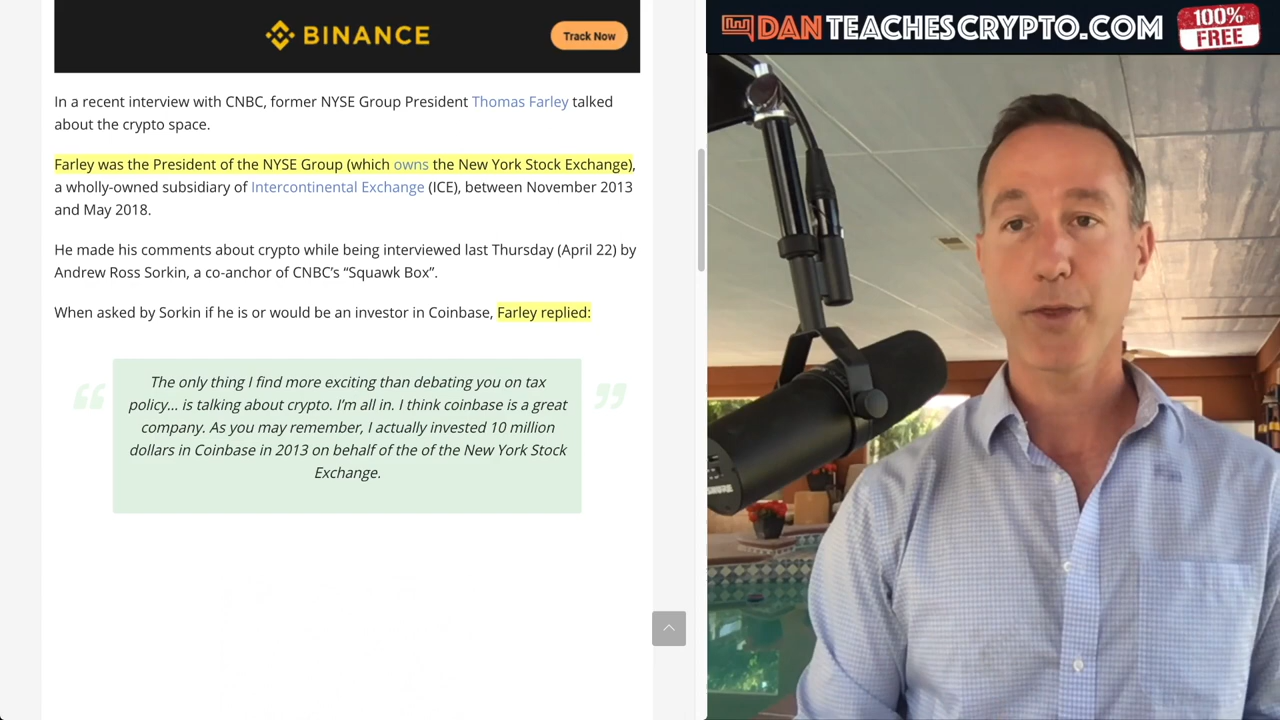 BINANCE
Track Now
In a recent interview with CNBC, former NYSE Group President Thomas Farley talked
about the crypto space.
Farley was the President of the NYSE Group (which owns the New York Stock Exchange),
a wholly-owned subsidiary of Intercontinental Exchange (ICE), between November 2013
and May 2018.
He made his comments about crypto while being interviewed last Thursday (April 22) by
Andrew Ross Sorkin, a co-anchor of CNBC’s “Squawk Box”.
When asked by Sorkin if he is or would be an investor in Coinbase, Farley replied:
“
The only thing I find more exciting than debating you on tax
policy… is talking about crypto. I’m all in. I think coinbase is a great
company. As you may remember, I actually invested 10 million
dollars in Coinbase in 2013 on behalf of the of the New York Stock
Exchange.
”
DANTEACHESCRYPTO.COM
100%
FREE